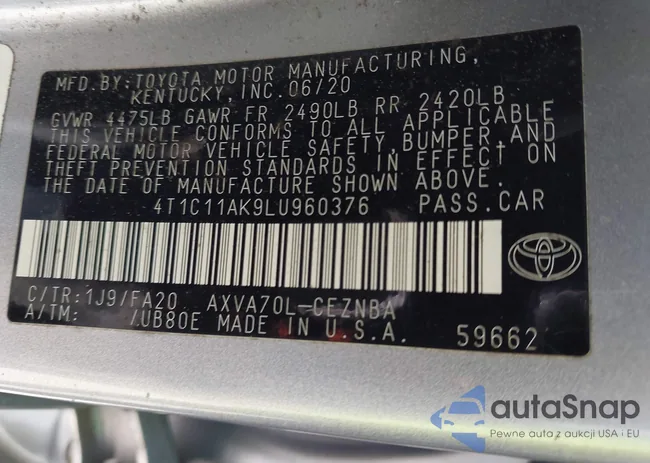 MFD.BY:TOYOTA MOTOR MANUFACTURING,
KENTUCKY, INC.06/20
GVWR 4475LB GAWR FR 2490LB RR 2420LB
THIS VEHICLE CONFORMS TO ALL APPLICABLE
FEDERAL MOTOR VEHICLE SAFETY,BUMPER,AND
THEFT PREVENTION STANDARDS IN EFFECT ON
THE DATE OF MANUFACTURE SHOWN ABOVE.
4T1C11AK9LU960376 PASS.CAR
C/TR:1J9/FA20 AXVA70L-CEZNBA
A/TM: /UB80E MADE IN U.S.A. 59662
autaSnap
Pewne auta z aukcji USA i EU